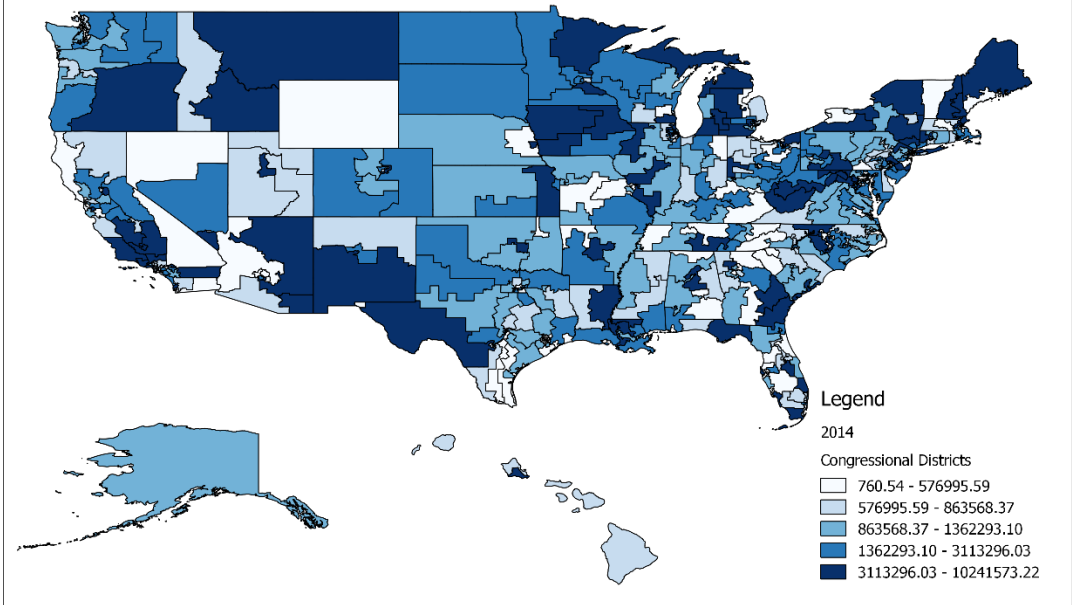 Legend
2014
Congressional Districts
760.54 - 576995.59
576995.59 - 863568.37
863568.37 - 1362293.10
1362293.10 - 3113296.03
3113296.03 - 10241573.22